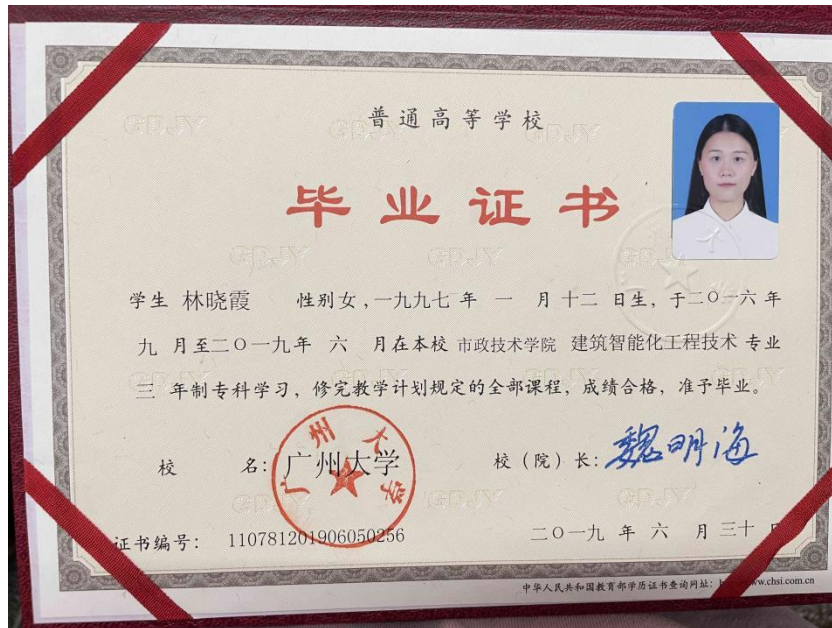 普通高等学校
毕业证书
学生 林晓霞 性别女,一九九七年 一 月十二 日生,于二〇一六年
九 月至二〇一九年 六 月在本校 市政技术学院 建筑智能化工程技术 专业
三 年制专科学习,修完教学计划规定的全部课程,成绩合格,准予毕业。
校 名:广州大学 校(院)长:魏明海
广州大学
证书编号: 110781201906050256 二〇一九 年 六 月 三十
中华人民共和国教育部学历证书查询网址: www.chsi.com.cn
GDJY